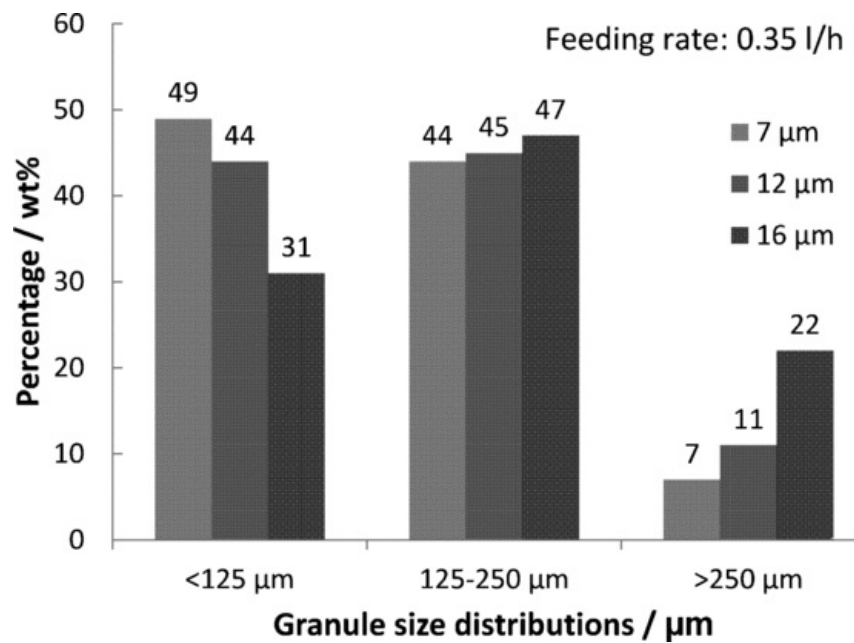 Feeding rate: 0.35 l/h
Percentage / wt%
60
50
40
30
20
10
0
49
44
31
44
45
47
7
11
22
7 μm
12 μm
16 μm
<125 μm
125-250 μm
>250 μm
Granule size distributions / μm